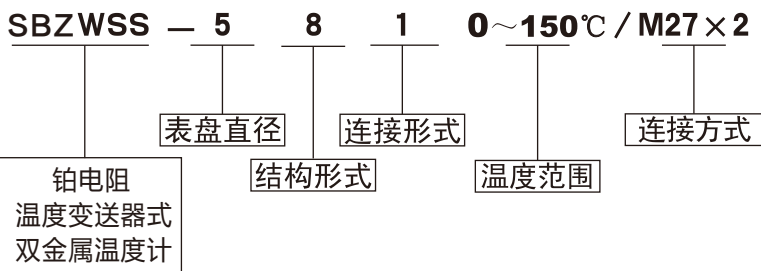 SBZWSS – 5 8 1 0～150℃ / M27×2
表盘直径 连接形式 连接方式
结构形式 温度范围
铂电阻
温度变送器式
双金属温度计